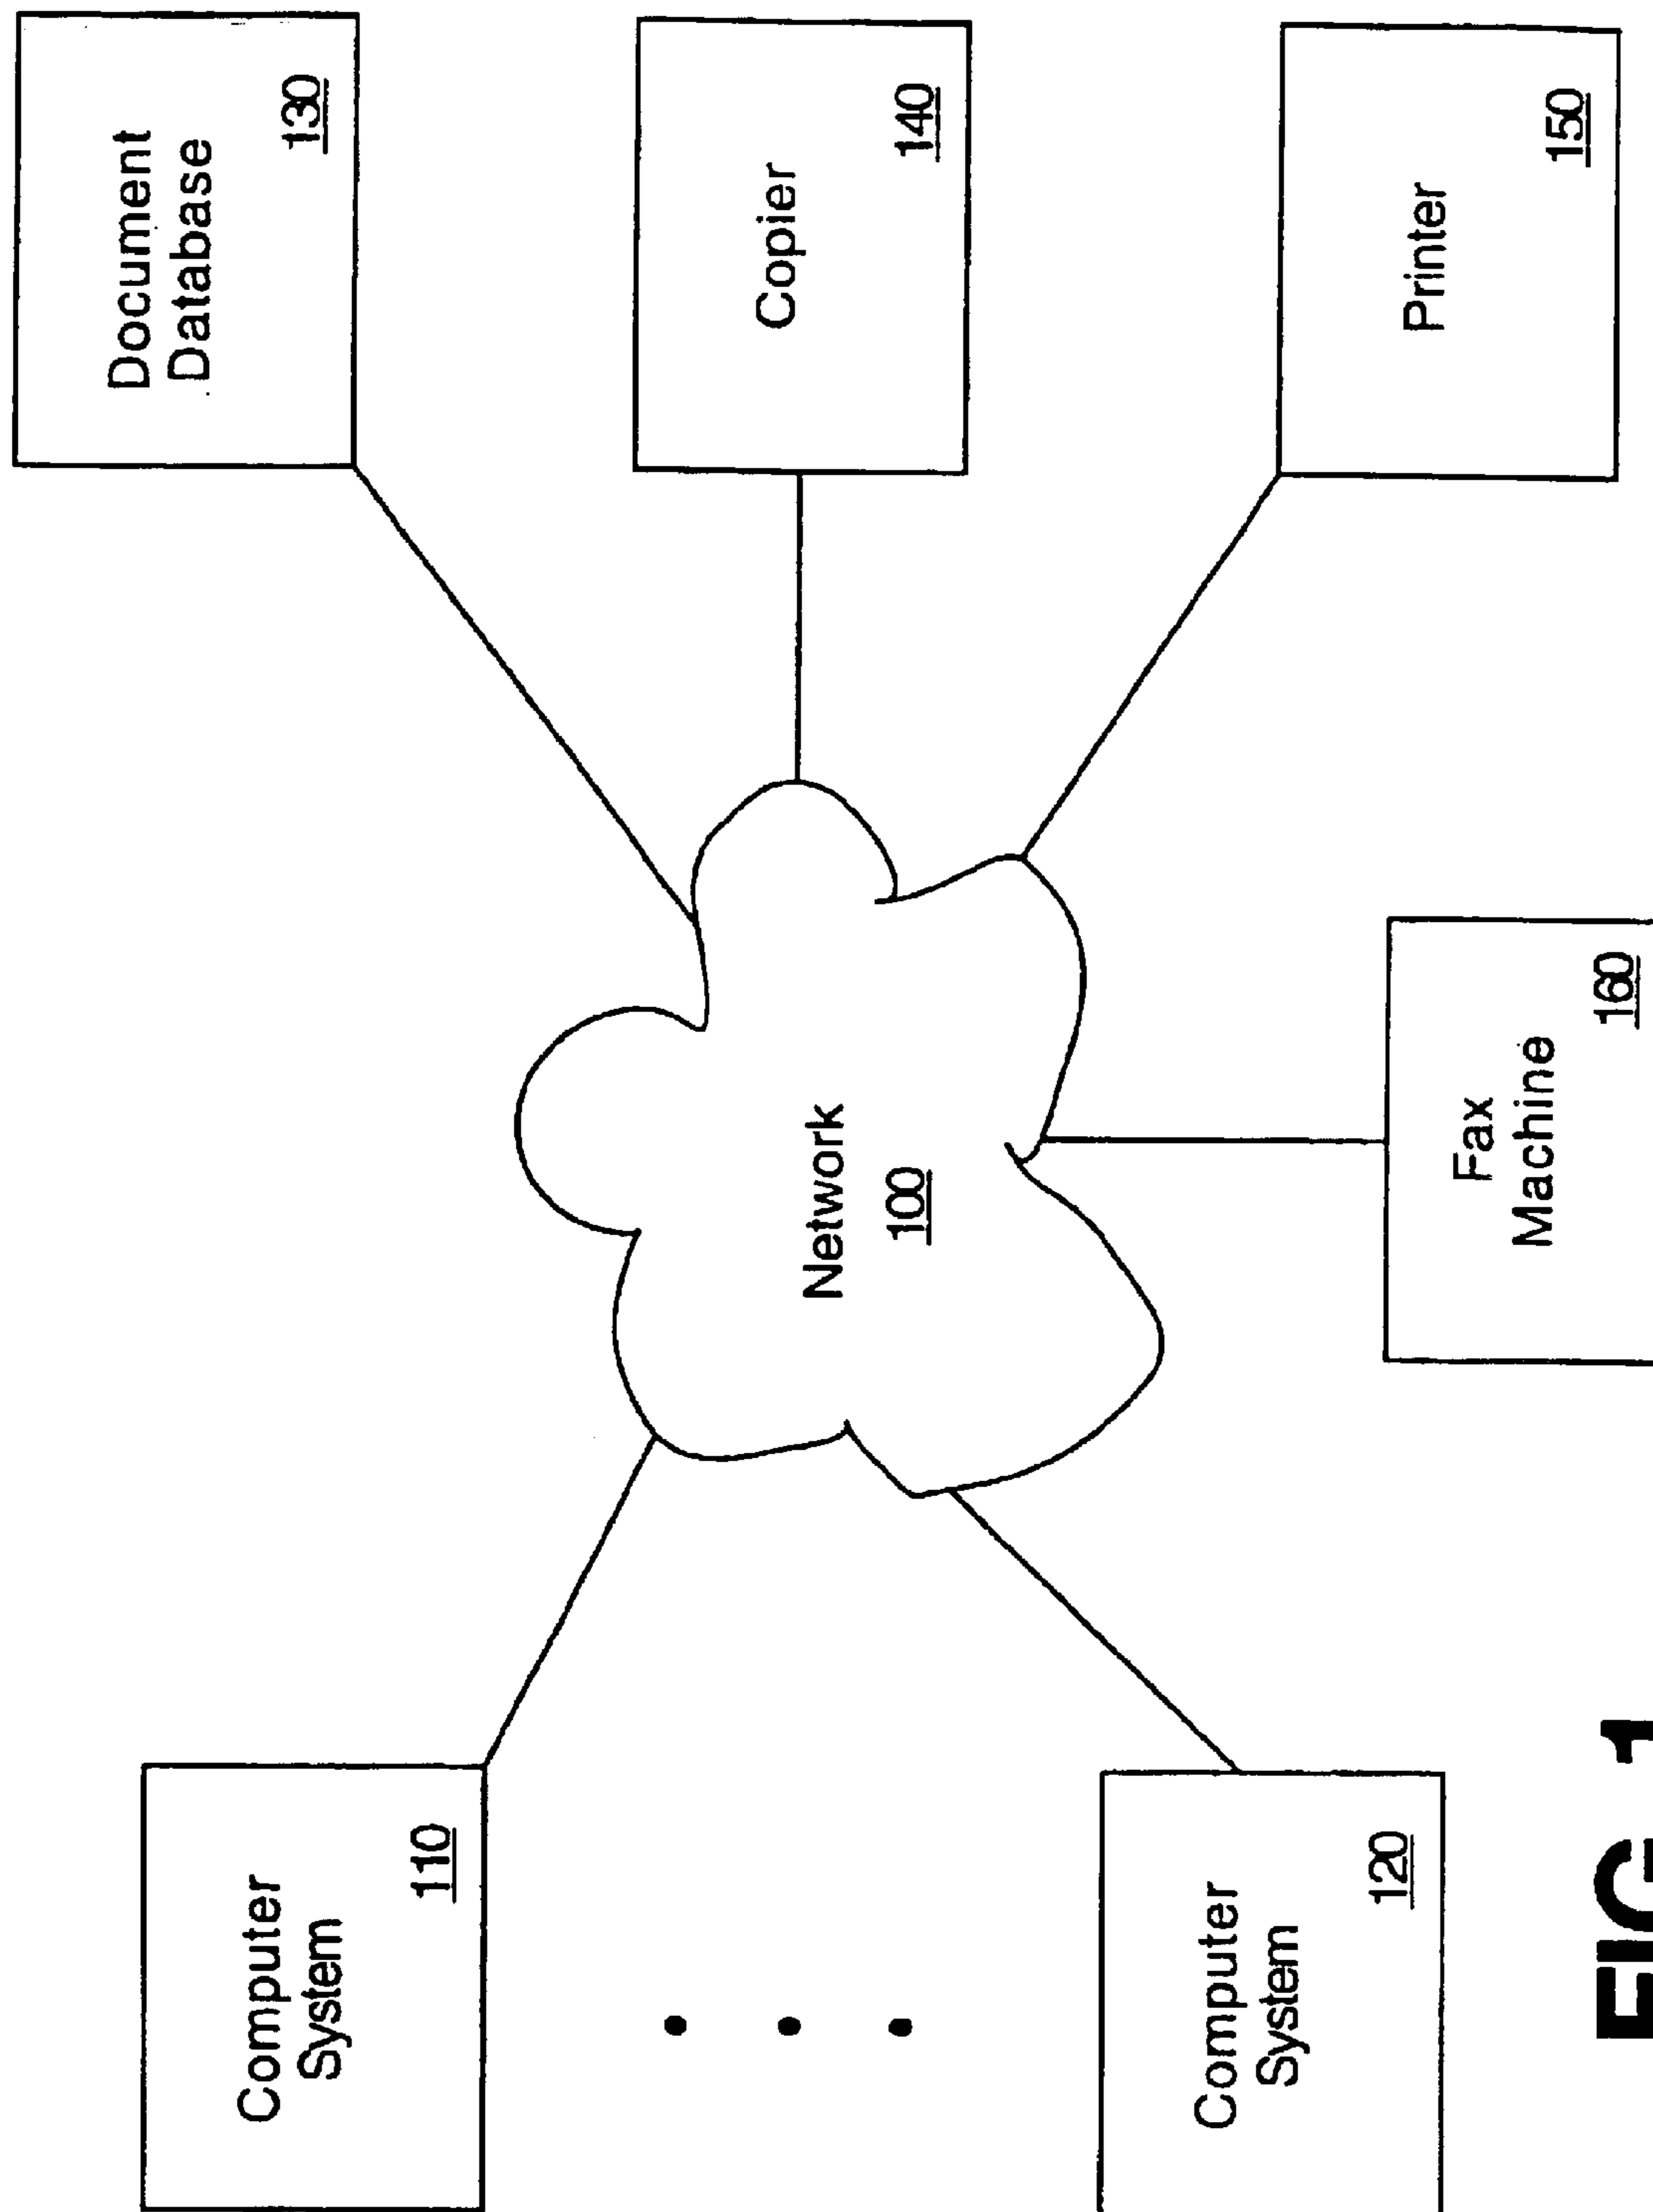 Computer
System
110
Computer
System
120
Network
100
Document
Database
130
Copier
140
Printer
150
Fax
Machine
160
FIG. 1